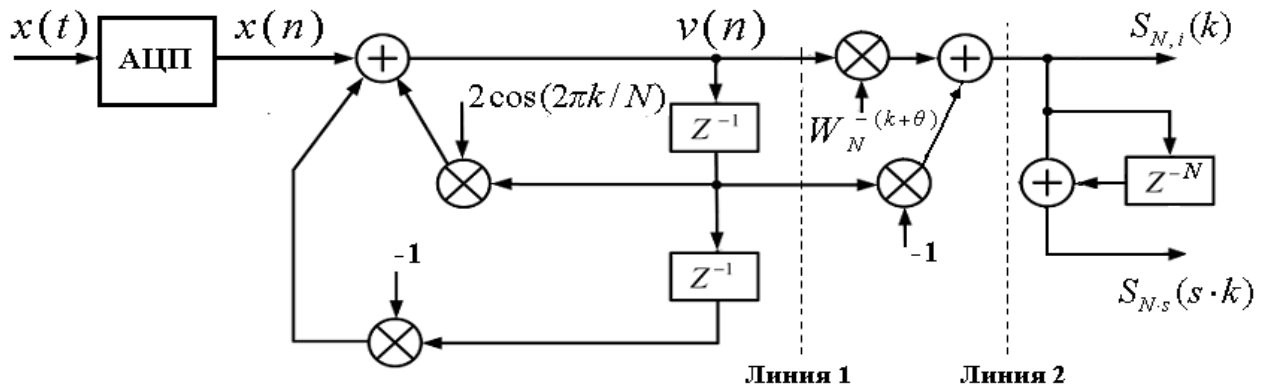 x(t)
АЦП
x(n)
+
2cos(2πk/N)
v(n)
Z⁻¹
W_N^-(k+θ)
+
S_{N,i}(k)
+
Z⁻ᴺ
-1
Z⁻¹
-1
S_{N·s}(s·k)
Линия 1
Линия 2